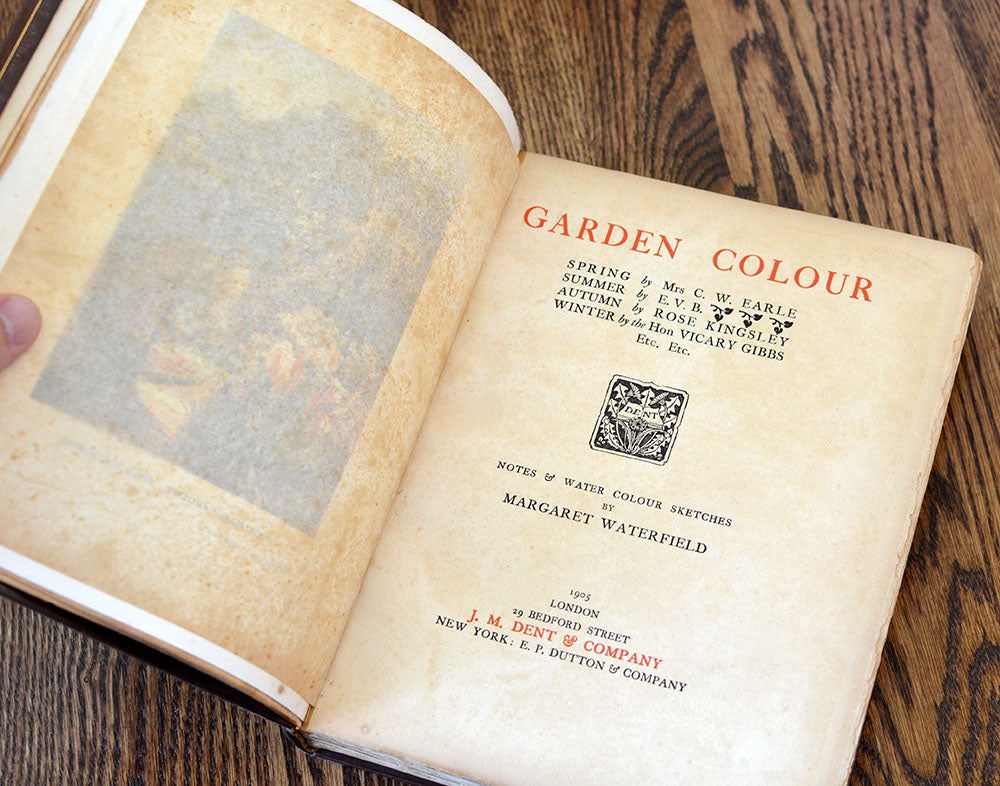 GARDEN COLOUR
SPRING by Mrs C. W. EARLE
SUMMER by E. V. B.
AUTUMN by ROSE KINGSLEY
WINTER by the Hon VICARY GIBBS
Etc. Etc.
DENT
NOTES & WATER COLOUR SKETCHES
BY
MARGARET WATERFIELD
1905
LONDON
29 BEDFORD STREET
J. M. DENT & COMPANY
NEW YORK: E. P. DUTTON & COMPANY